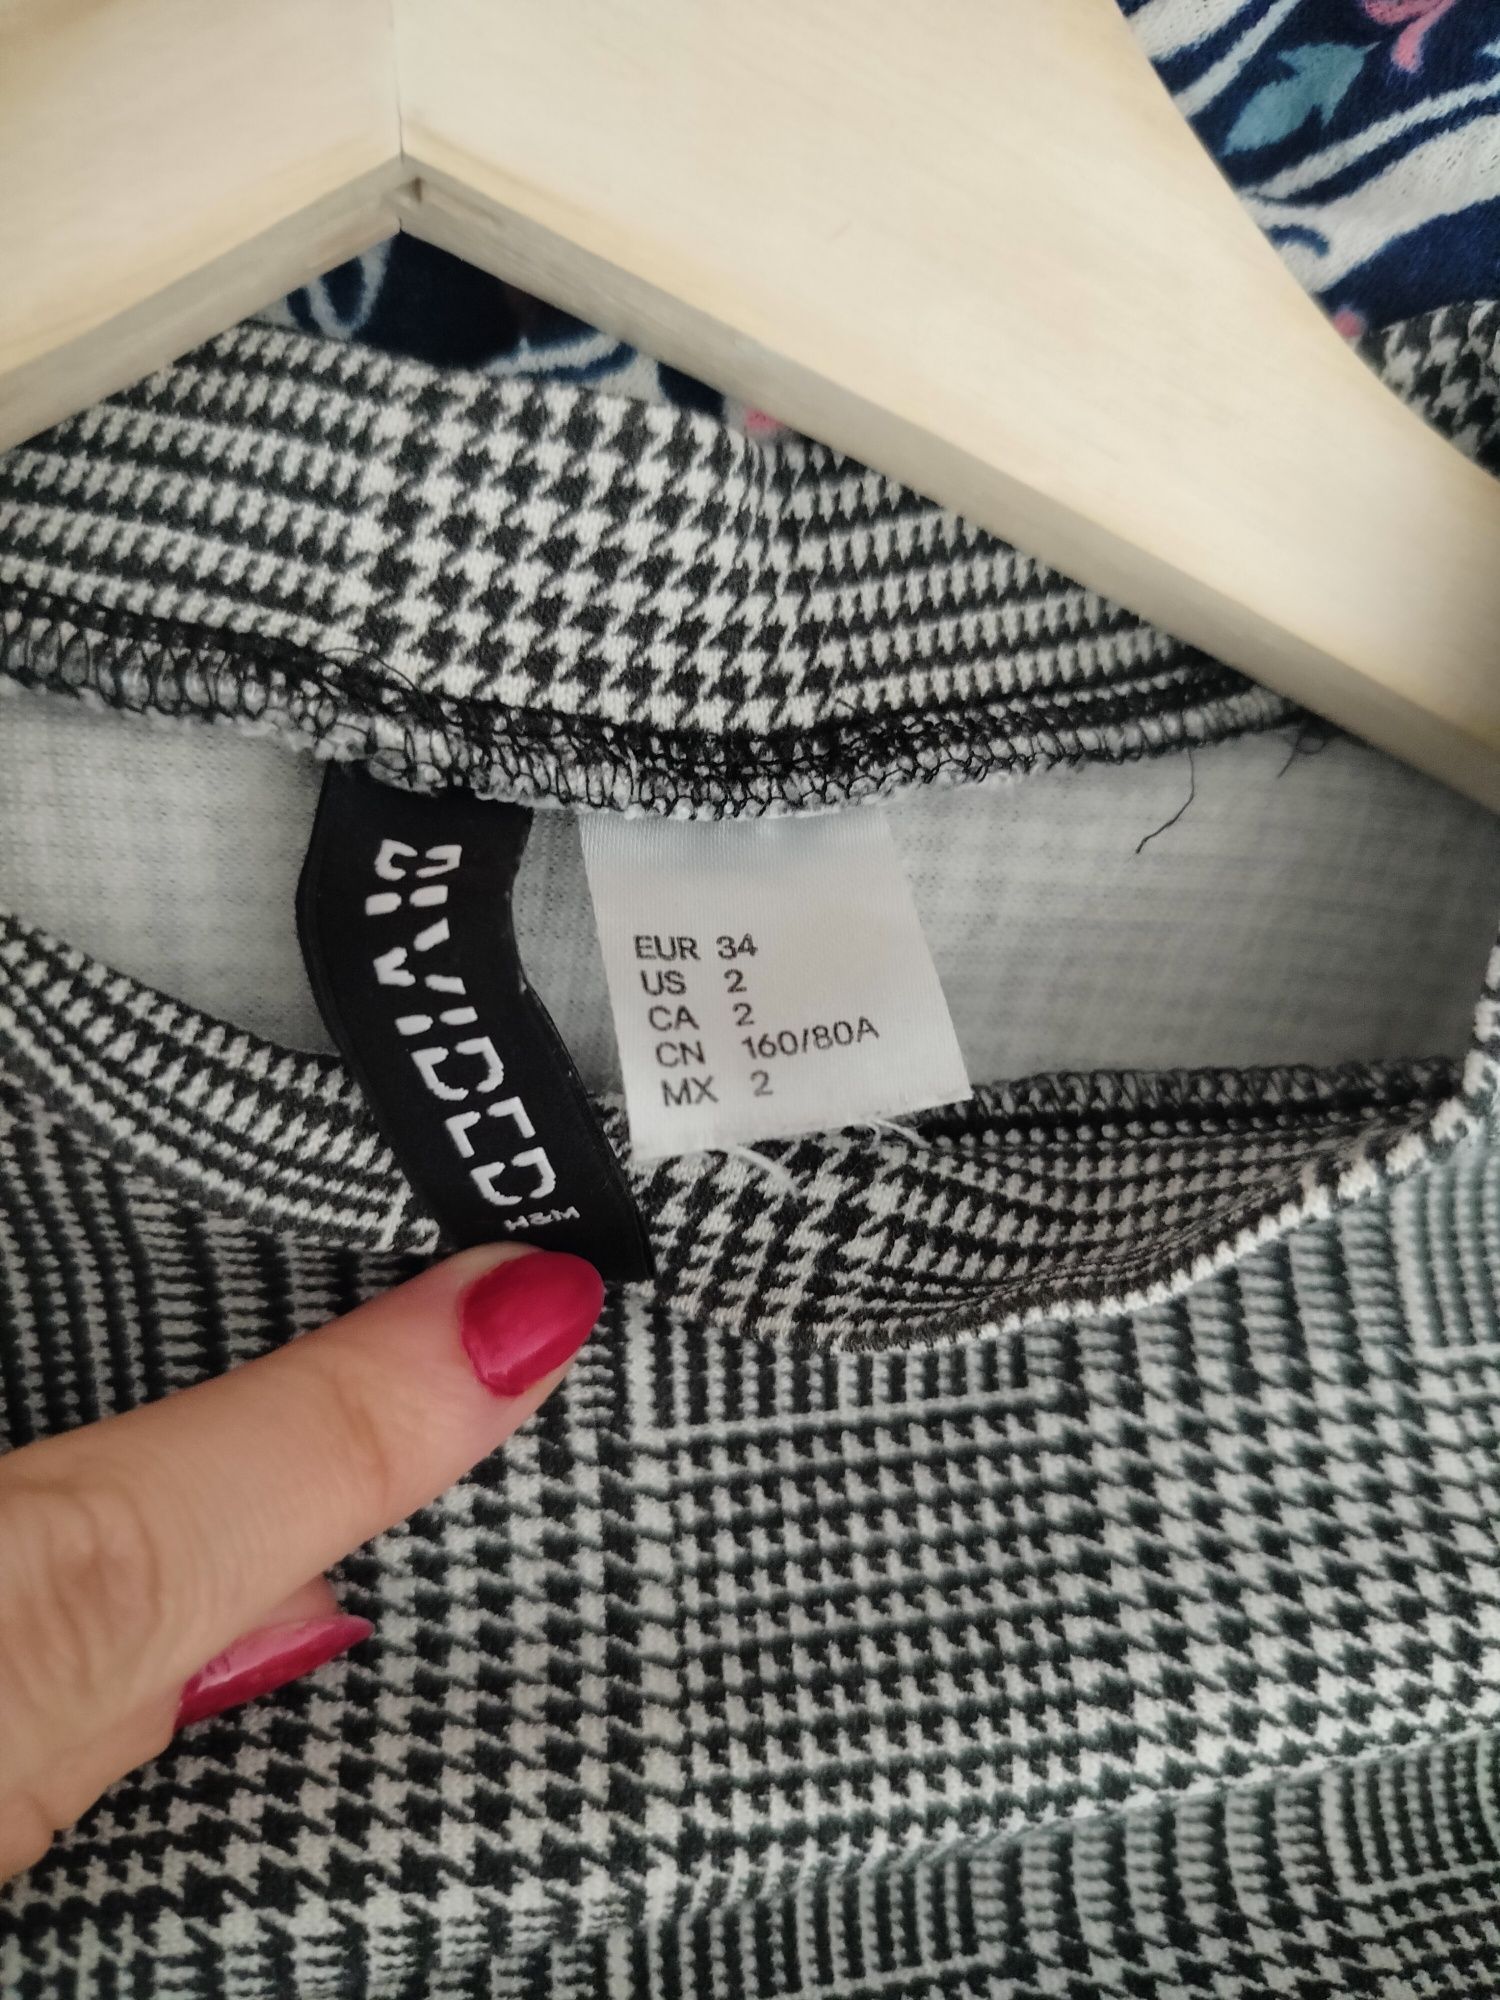 DIVIDED
H&M
EUR 34
US 2
CA 2
CN 160/80A
MX 2